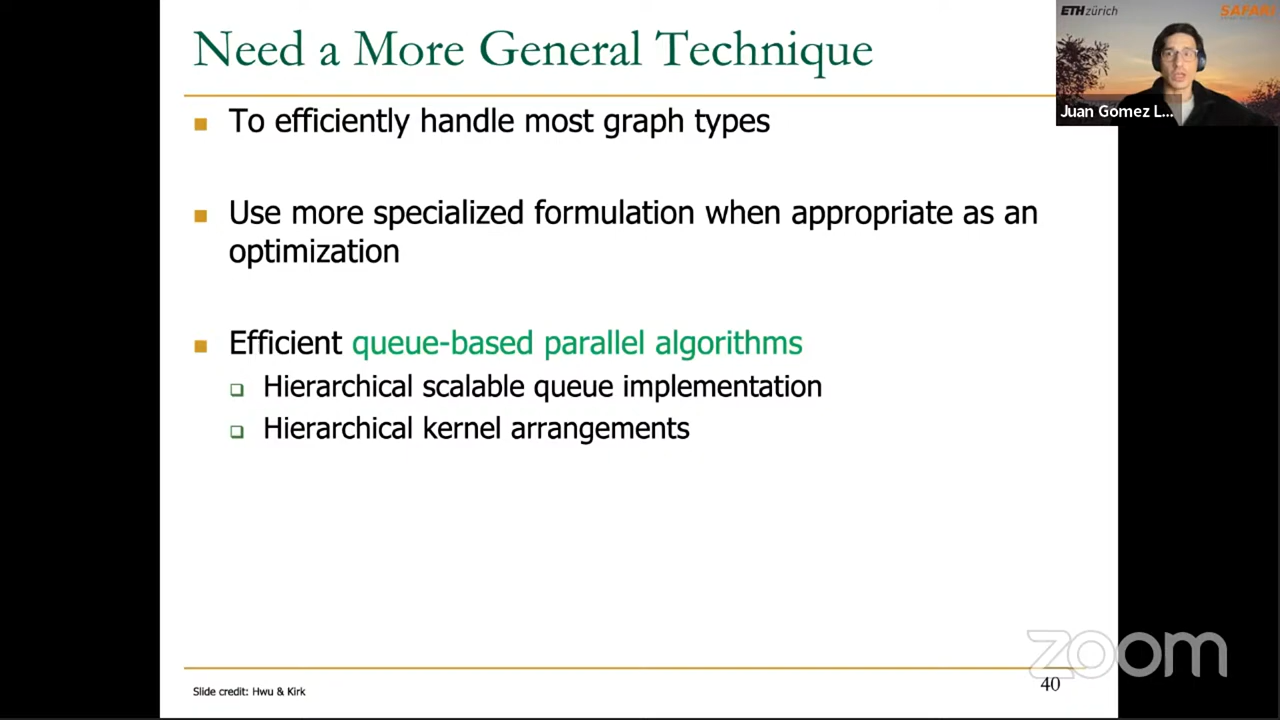 Need a More General Technique
To efficiently handle most graph types
Use more specialized formulation when appropriate as an
optimization
Efficient queue-based parallel algorithms
Hierarchical scalable queue implementation
Hierarchical kernel arrangements
Slide credit: Hwu & Kirk
40
ETH zürich
SAFARI
Juan Gomez L...
zoom